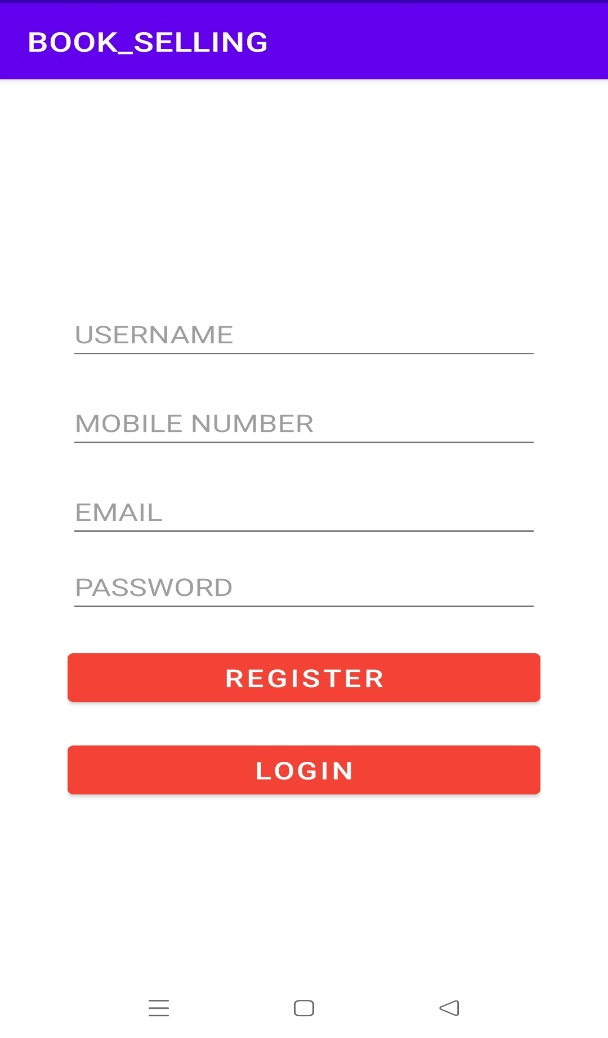 BOOK_SELLING
USERNAME
MOBILE NUMBER
EMAIL
PASSWORD
REGISTER
LOGIN